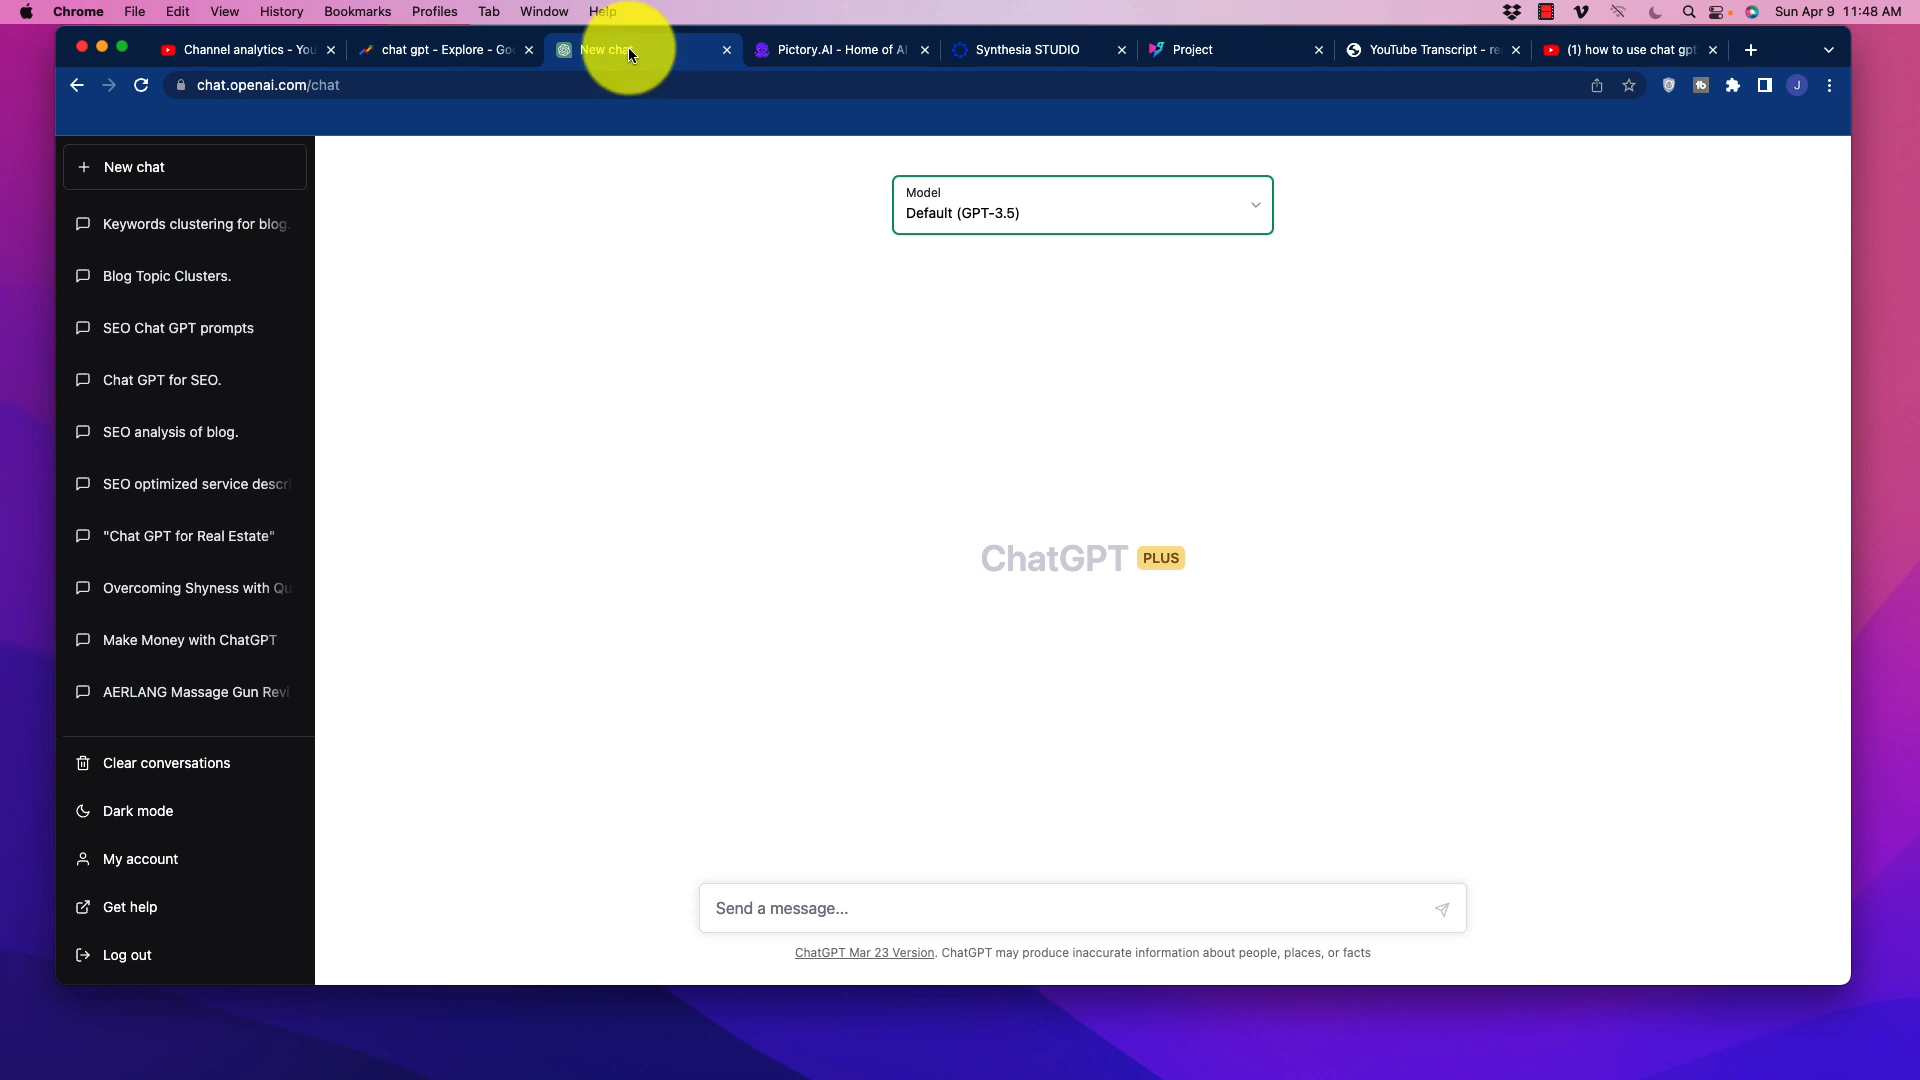 Chrome File Edit View History Bookmarks Profiles Tab Window Help Sun Apr 9 11:48 AM
Channel analytics - You chat gpt - Explore - Go New chat Pictory.AI - Home of AI Synthesia STUDIO Project YouTube Transcript - re (1) how to use chat gpt
chat.openai.com/chat tb J
New chat
Model
Default (GPT-3.5)
Keywords clustering for blog.
Blog Topic Clusters.
SEO Chat GPT prompts
Chat GPT for SEO.
SEO analysis of blog.
SEO optimized service descri
"Chat GPT for Real Estate"
Overcoming Shyness with Qu
Make Money with ChatGPT
AERLANG Massage Gun Revi
ChatGPT PLUS
Clear conversations
Dark mode
My account
Get help
Log out
Send a message...
ChatGPT Mar 23 Version. ChatGPT may produce inaccurate information about people, places, or facts